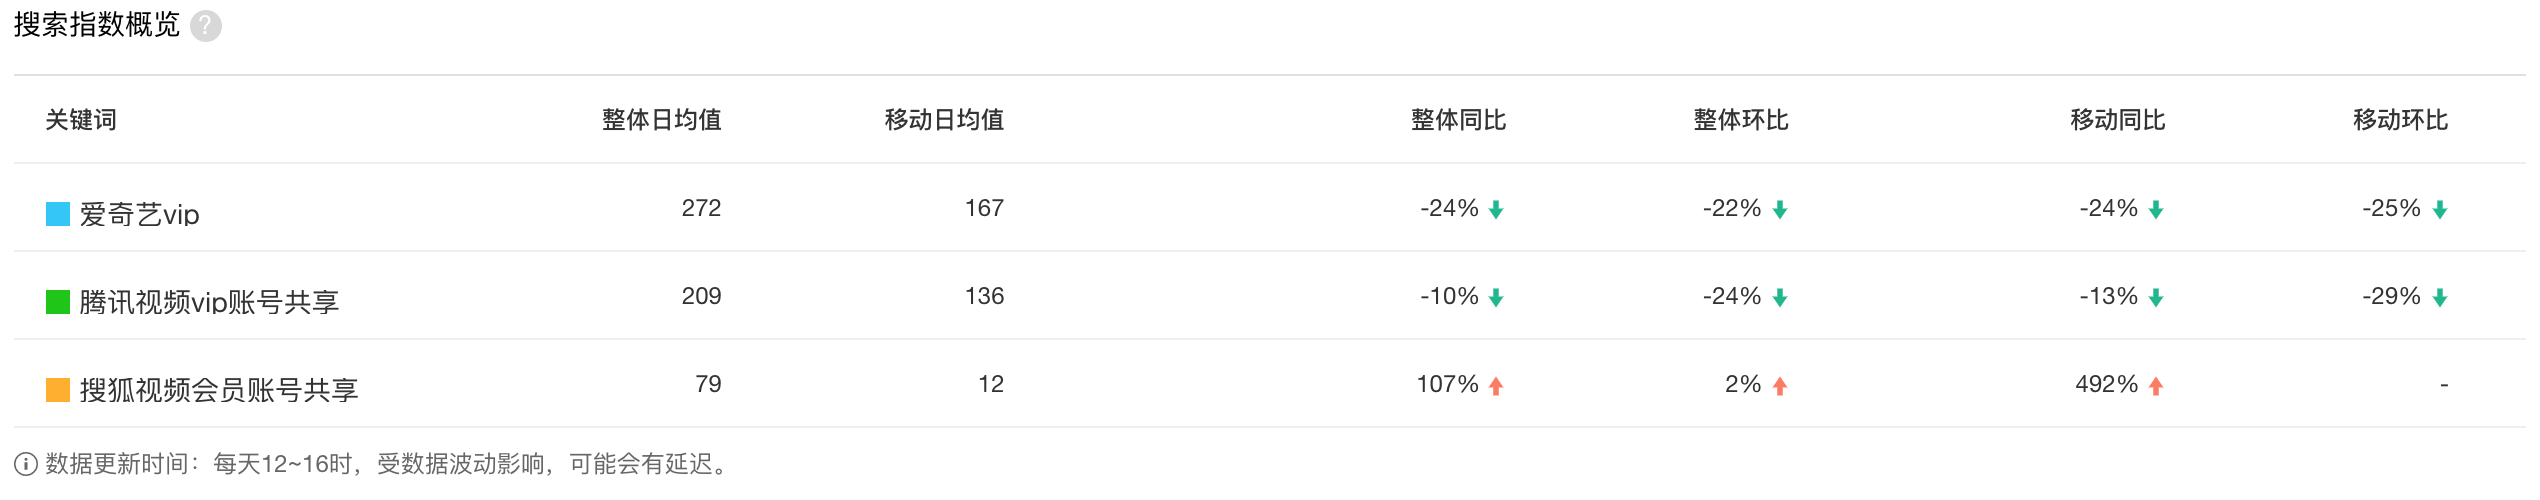 搜索指数概览 ?
关键词 整体日均值 移动日均值 整体同比 整体环比 移动同比 移动环比
爱奇艺vip 272 167 -24% -22% -24% -25%
腾讯视频vip账号共享 209 136 -10% -24% -13% -29%
搜狐视频会员账号共享 79 12 107% 2% 492% -
数据更新时间：每天12~16时，受数据波动影响，可能会有延迟。